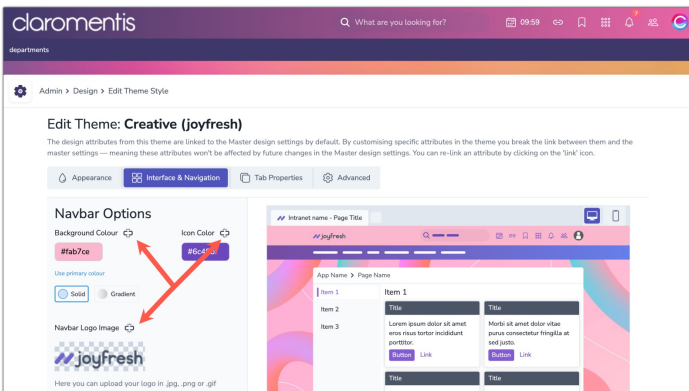 claromentis
What are you looking for?
09:59
7
departments
Admin > Design > Edit Theme Style
Edit Theme: Creative (joyfresh)
The design attributes from this theme are linked to the Master design settings by default. By customising specific attributes in the theme you break the link between them and the
master settings — meaning these attributes won't be affected by future changes in the Master design settings. You can re-link an attribute by clicking on the 'link' icon.
Appearance
Interface & Navigation
Tab Properties
Advanced
Navbar Options
Background Colour
Icon Color
#fab7ce
Use primary colour
Solid
Gradient
Navbar Logo Image
joyfresh
Here you can upload your logo in .jpg, .png or .gif
Intranet name - Page Title
joyfresh
App Name > Page Name
Item 1
Item 2
Item 3
Item 1
Title
Lorem ipsum dolor sit amet
eros risus tortor incididunt
porttitor.
Button Link
Title
Morbi sit amet dolor vitae
purus consectetur fringilla at
sed justo.
Button Link
Title
Title